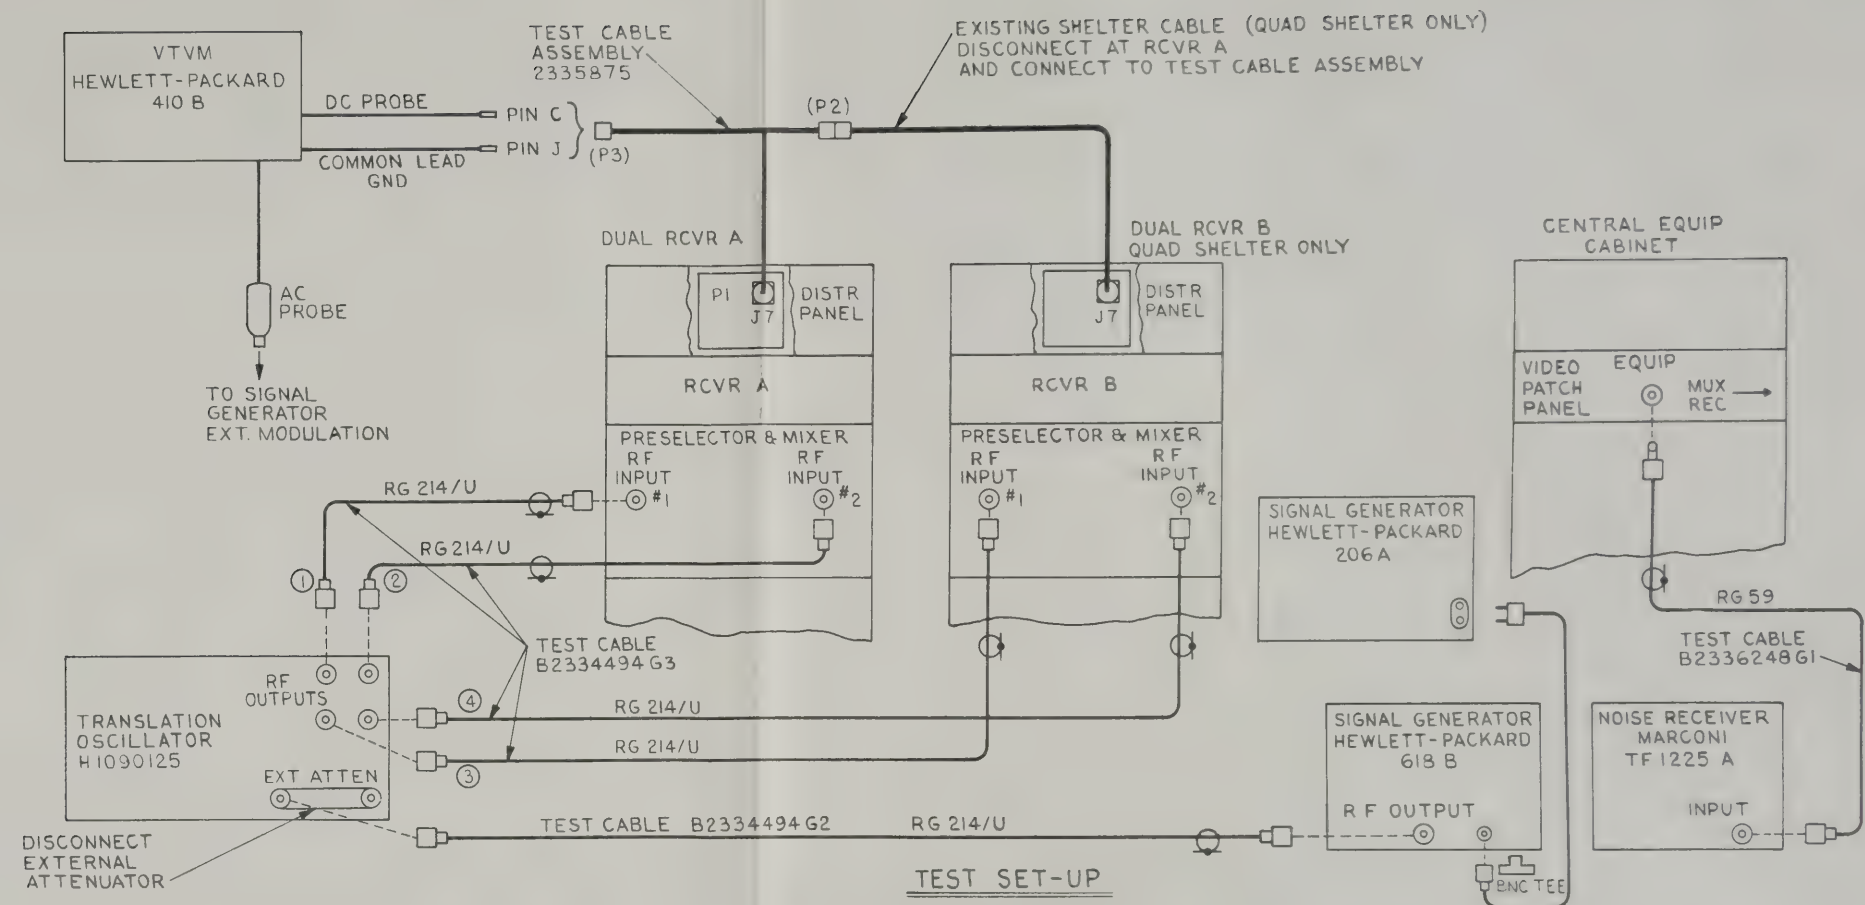 VTVM
HEWLETT-PACKARD
410 B
DC PROBE
COMMON LEAD
GND
PIN C
PIN J
(P3)
TEST CABLE
ASSEMBLY
2335875
(P2)
EXISTING SHELTER CABLE (QUAD SHELTER ONLY)
DISCONNECT AT RCVR A
AND CONNECT TO TEST CABLE ASSEMBLY
AC
PROBE
TO SIGNAL
GENERATOR
EXT. MODULATION
DUAL RCVR A
P1
J7
DISTR
PANEL
RCVR A
PRESELECTOR & MIXER
RF
INPUT
#1
RF
INPUT
#2
DUAL RCVR B
QUAD SHELTER ONLY
J7
DISTR
PANEL
RCVR B
PRESELECTOR & MIXER
RF
INPUT
#1
RF
INPUT
#2
CENTRAL EQUIP
CABINET
VIDEO
PATCH
PANEL
EQUIP
MUX
REC
RG 214/U
RG 214/U
1
2
TEST CABLE
B2334494 G3
SIGNAL GENERATOR
HEWLETT-PACKARD
206 A
RG 59
TEST CABLE
B2336248G1
RF
OUTPUTS
TRANSLATION
OSCILLATOR
H1090125
EXT ATTEN
4
RG 214/U
RG 214/U
3
DISCONNECT
EXTERNAL
ATTENUATOR
TEST CABLE B2334494 G2 RG 214/U
SIGNAL GENERATOR
HEWLETT-PACKARD
618 B
RF OUTPUT
BNC TEE
NOISE RECEIVER
MARCONI
TF 1225 A
INPUT
TEST SET-UP